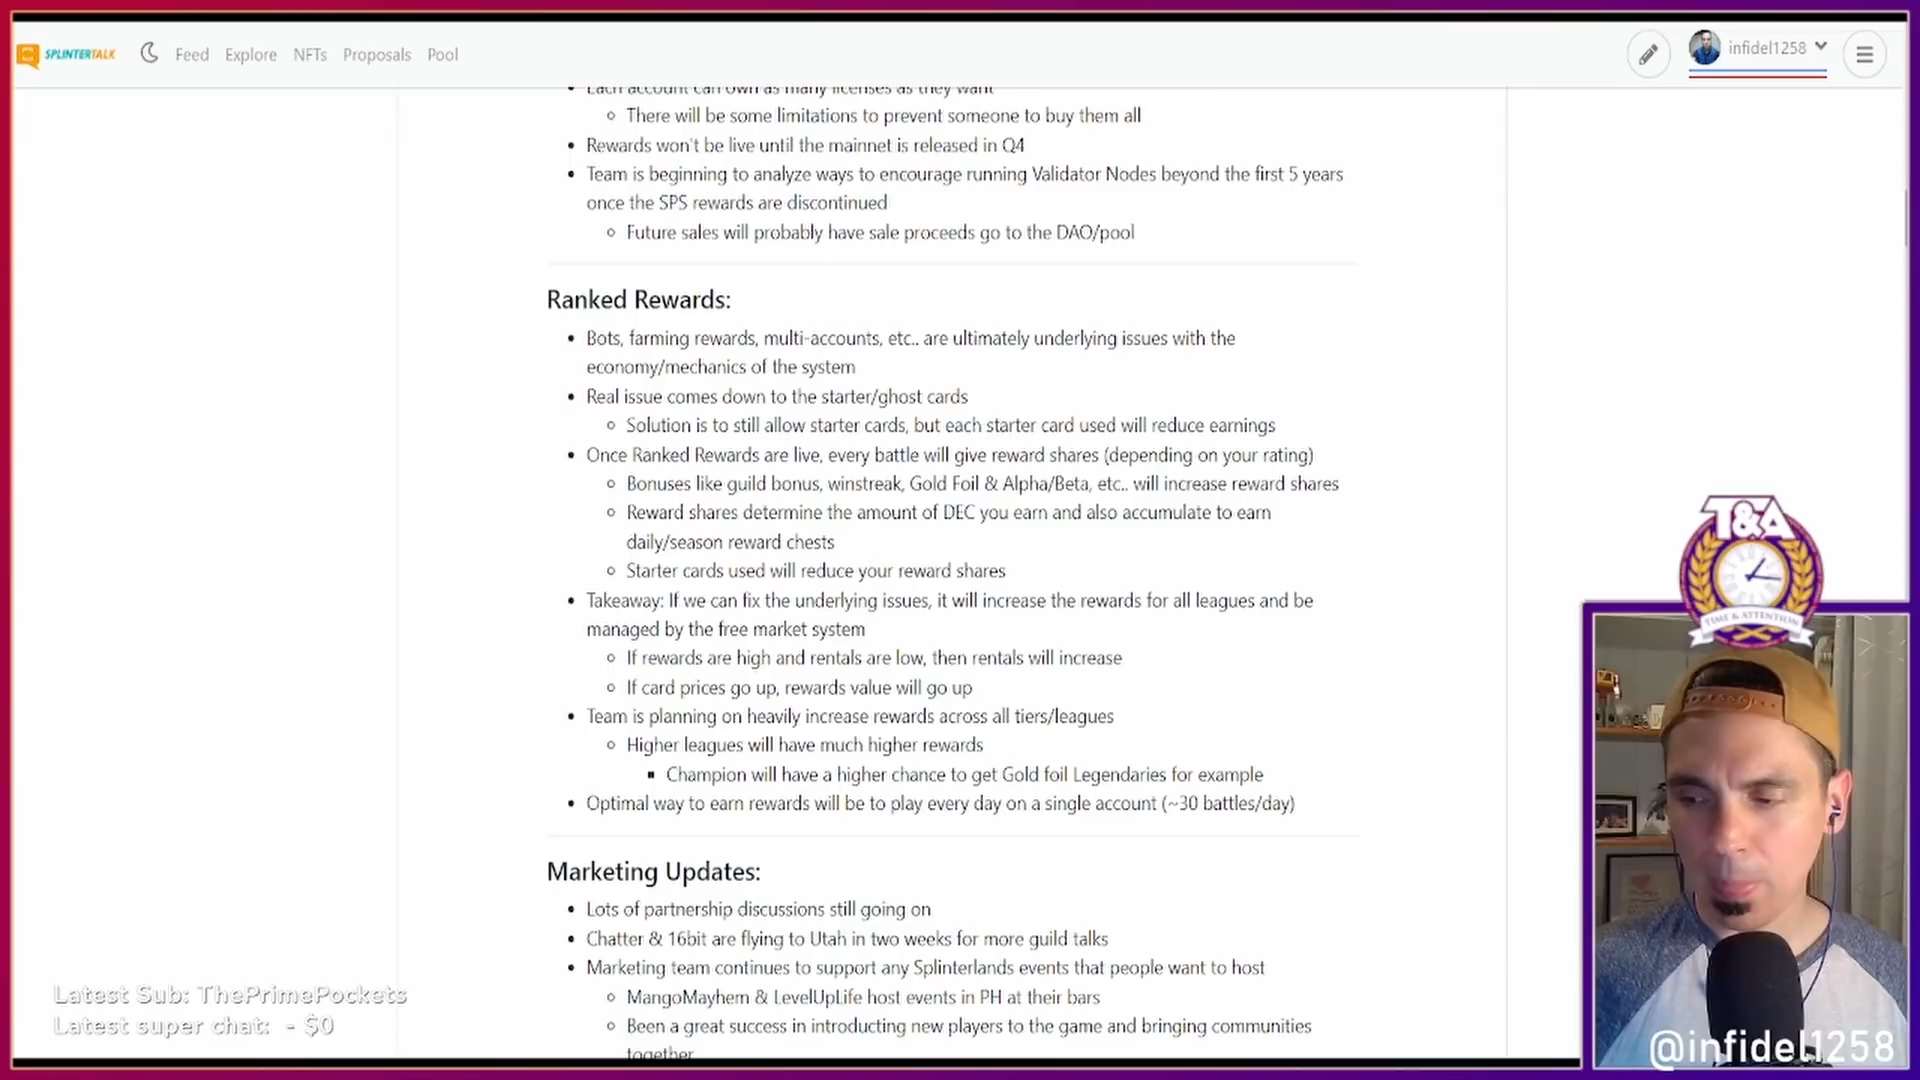 SPLINTERTALK
Feed
Explore
NFTs
Proposals
Pool
infidel1258
Each account can own as many licenses as they want
There will be some limitations to prevent someone to buy them all
Rewards won't be live until the mainnet is released in Q4
Team is beginning to analyze ways to encourage running Validator Nodes beyond the first 5 years
once the SPS rewards are discontinued
Future sales will probably have sale proceeds go to the DAO/pool
Ranked Rewards:
Bots, farming rewards, multi-accounts, etc.. are ultimately underlying issues with the
economy/mechanics of the system
Real issue comes down to the starter/ghost cards
Solution is to still allow starter cards, but each starter card used will reduce earnings
Once Ranked Rewards are live, every battle will give reward shares (depending on your rating)
Bonuses like guild bonus, winstreak, Gold Foil & Alpha/Beta, etc.. will increase reward shares
Reward shares determine the amount of DEC you earn and also accumulate to earn
daily/season reward chests
Starter cards used will reduce your reward shares
Takeaway: If we can fix the underlying issues, it will increase the rewards for all leagues and be
managed by the free market system
If rewards are high and rentals are low, then rentals will increase
If card prices go up, rewards value will go up
Team is planning on heavily increase rewards across all tiers/leagues
Higher leagues will have much higher rewards
Champion will have a higher chance to get Gold foil Legendaries for example
Optimal way to earn rewards will be to play every day on a single account (~30 battles/day)
Marketing Updates:
Lots of partnership discussions still going on
Chatter & 16bit are flying to Utah in two weeks for more guild talks
Marketing team continues to support any Splinterlands events that people want to host
MangoMayhem & LevelUpLife host events in PH at their bars
Been a great success in introducting new players to the game and bringing communities
together
T&A
TIME & ATTENTION
Latest Sub: ThePrimePockets
Latest super chat: - $0
@infidel1258